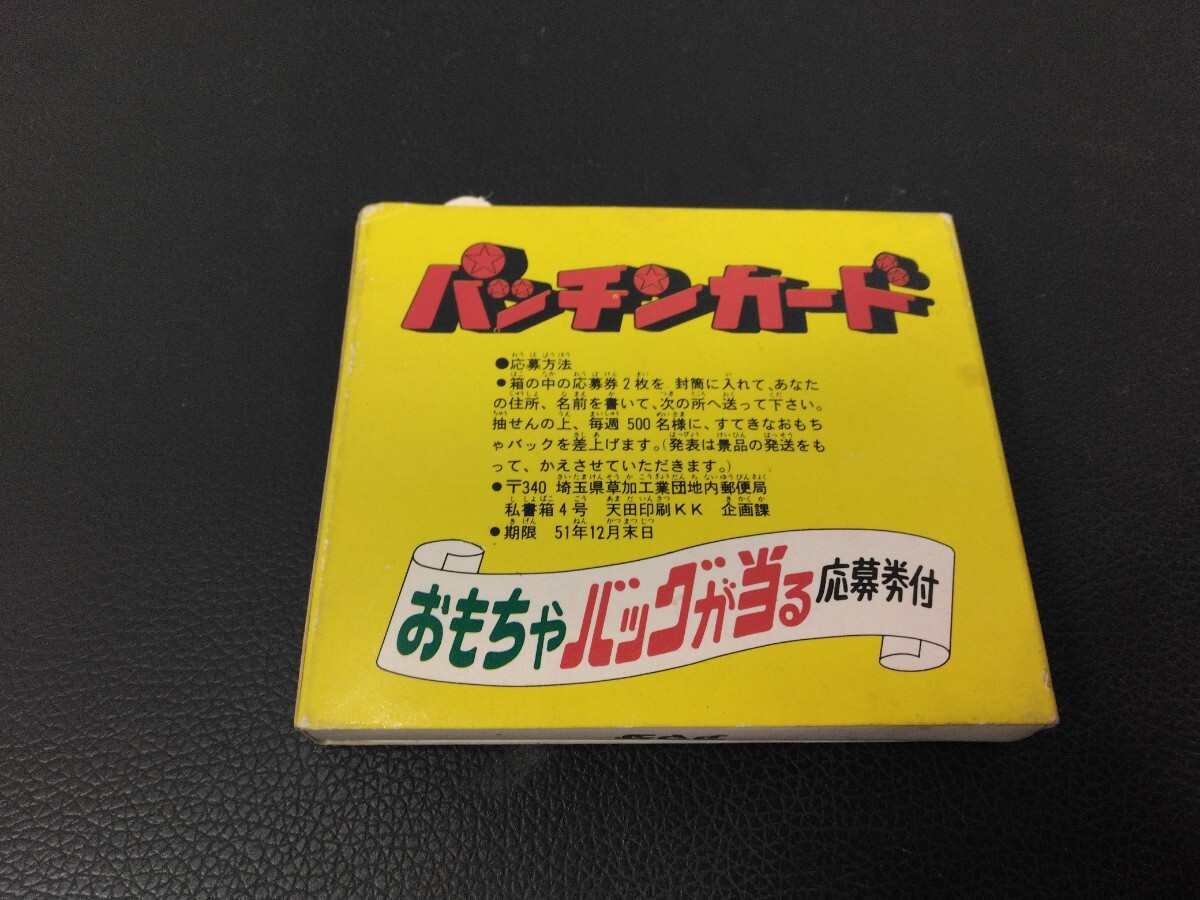 パンチンカード
●応募方法
●箱の中の応募券2枚を 封筒に入れて、あなた
の住所、名前を書いて、次の所へ送って下さい。
抽せんの上、毎週500名様に、すてきなおもち
ゃバックを差上げます。(発表は景品の発送をも
って、かえさせていただきます。)
●〒340 埼玉県草加工業団地内郵便局
私書箱4号 天田印刷KK 企画課
●期限 51年12月末日
おもちゃバッグが当る応募券付